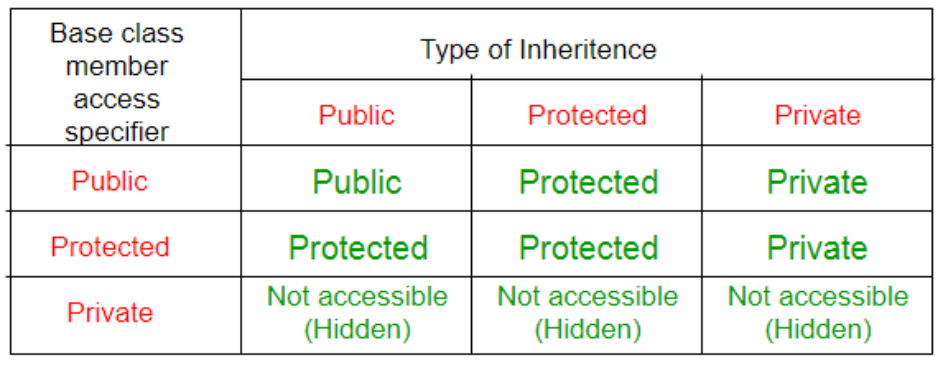 Base class
member
access
specifier
Type of Inheritence
Public
Protected
Private
Public
Public
Protected
Private
Protected
Protected
Protected
Private
Private
Not accessible
(Hidden)
Not accessible
(Hidden)
Not accessible
(Hidden)